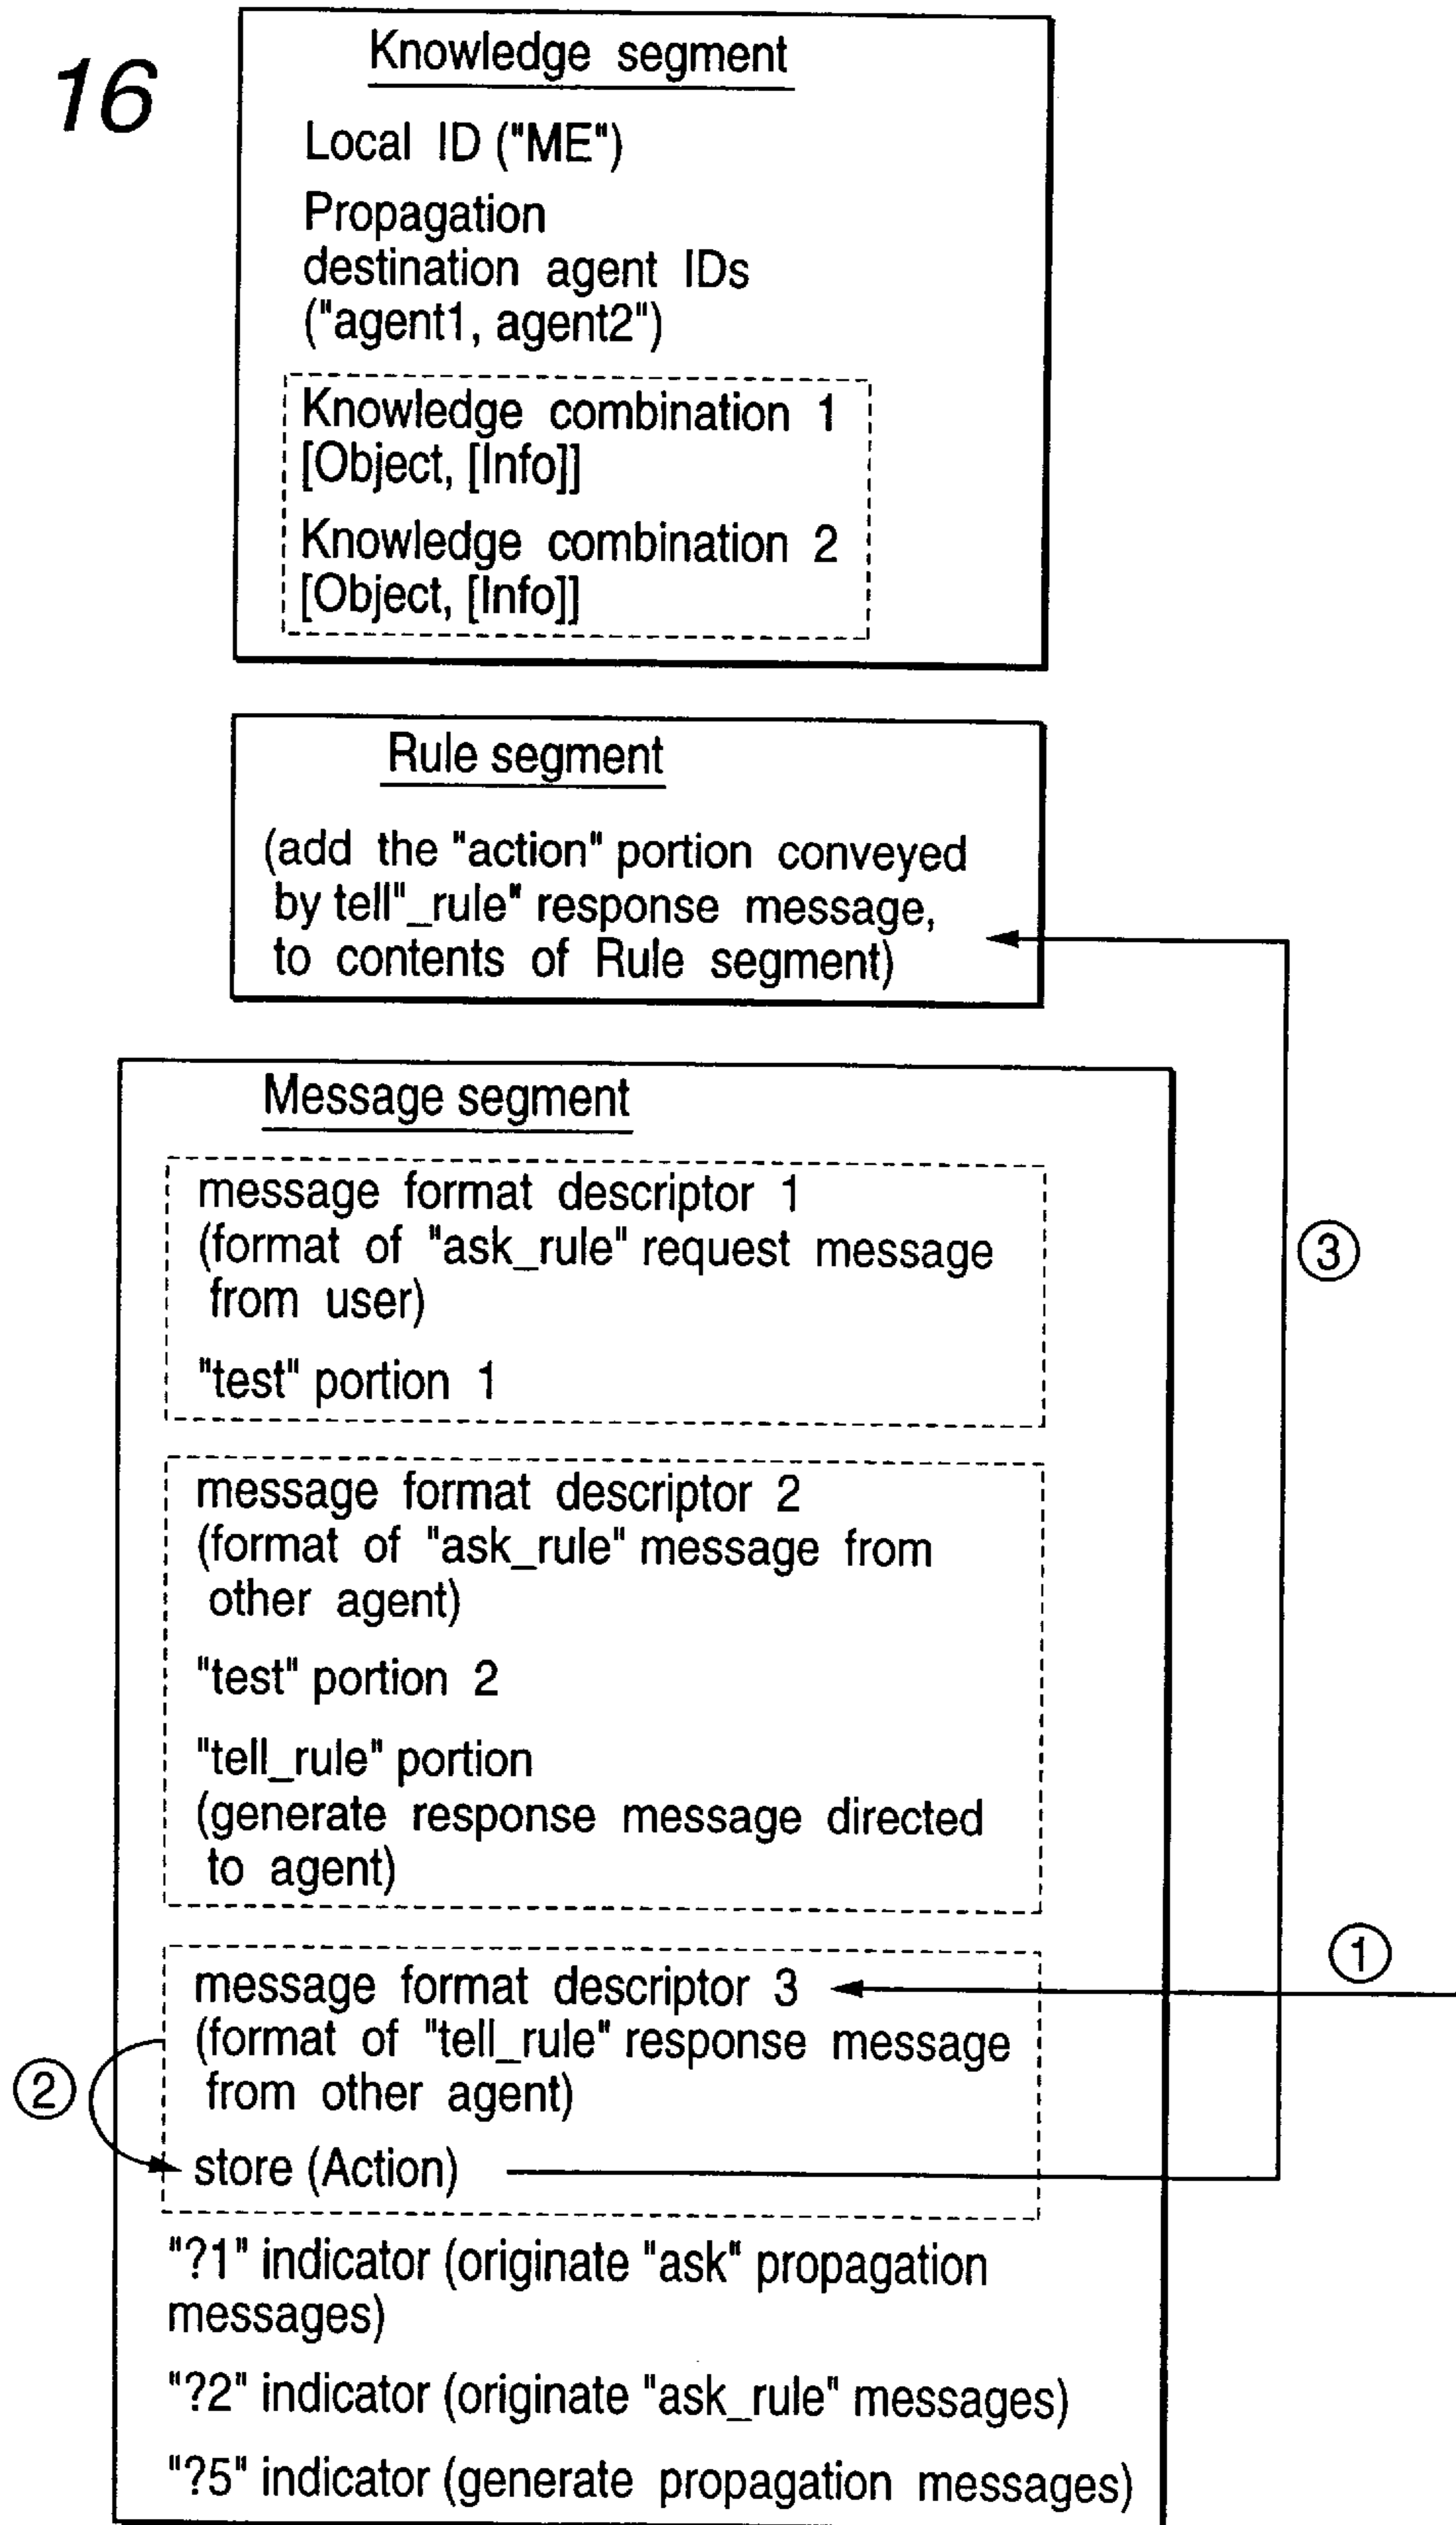 16
Knowledge segment
Local ID ("ME")
Propagation
destination agent IDs
("agent1, agent2")
Knowledge combination 1
[Object, [Info]]
Knowledge combination 2
[Object, [Info]]
Rule segment
(add the "action" portion conveyed
by tell"_rule" response message,
to contents of Rule segment)
Message segment
message format descriptor 1
(format of "ask_rule" request message
from user)
"test" portion 1
③
message format descriptor 2
(format of "ask_rule" message from
other agent)
"test" portion 2
"tell_rule" portion
(generate response message directed
to agent)
①
message format descriptor 3
(format of "tell_rule" response message
from other agent)
②
store (Action)
"?1" indicator (originate "ask" propagation
messages)
"?2" indicator (originate "ask_rule" messages)
"?5" indicator (generate propagation messages)